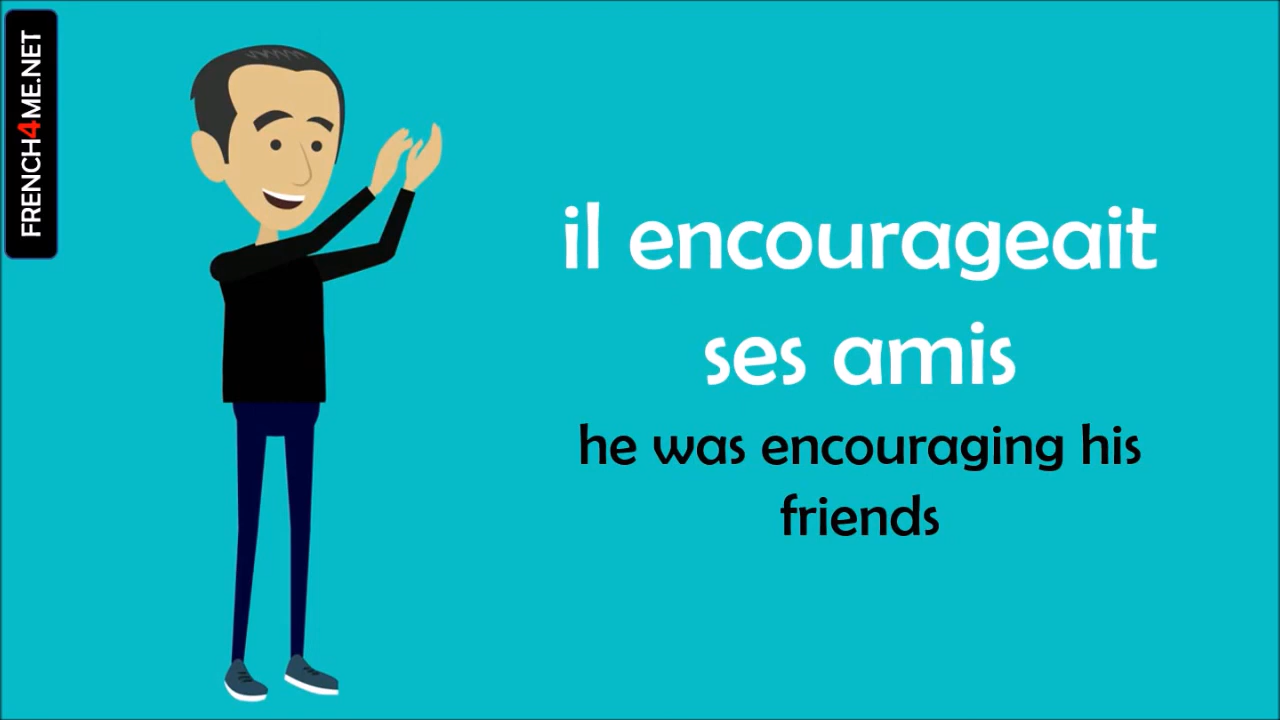 FRENCH4ME.NET
il encourageait
ses amis
he was encouraging his
friends